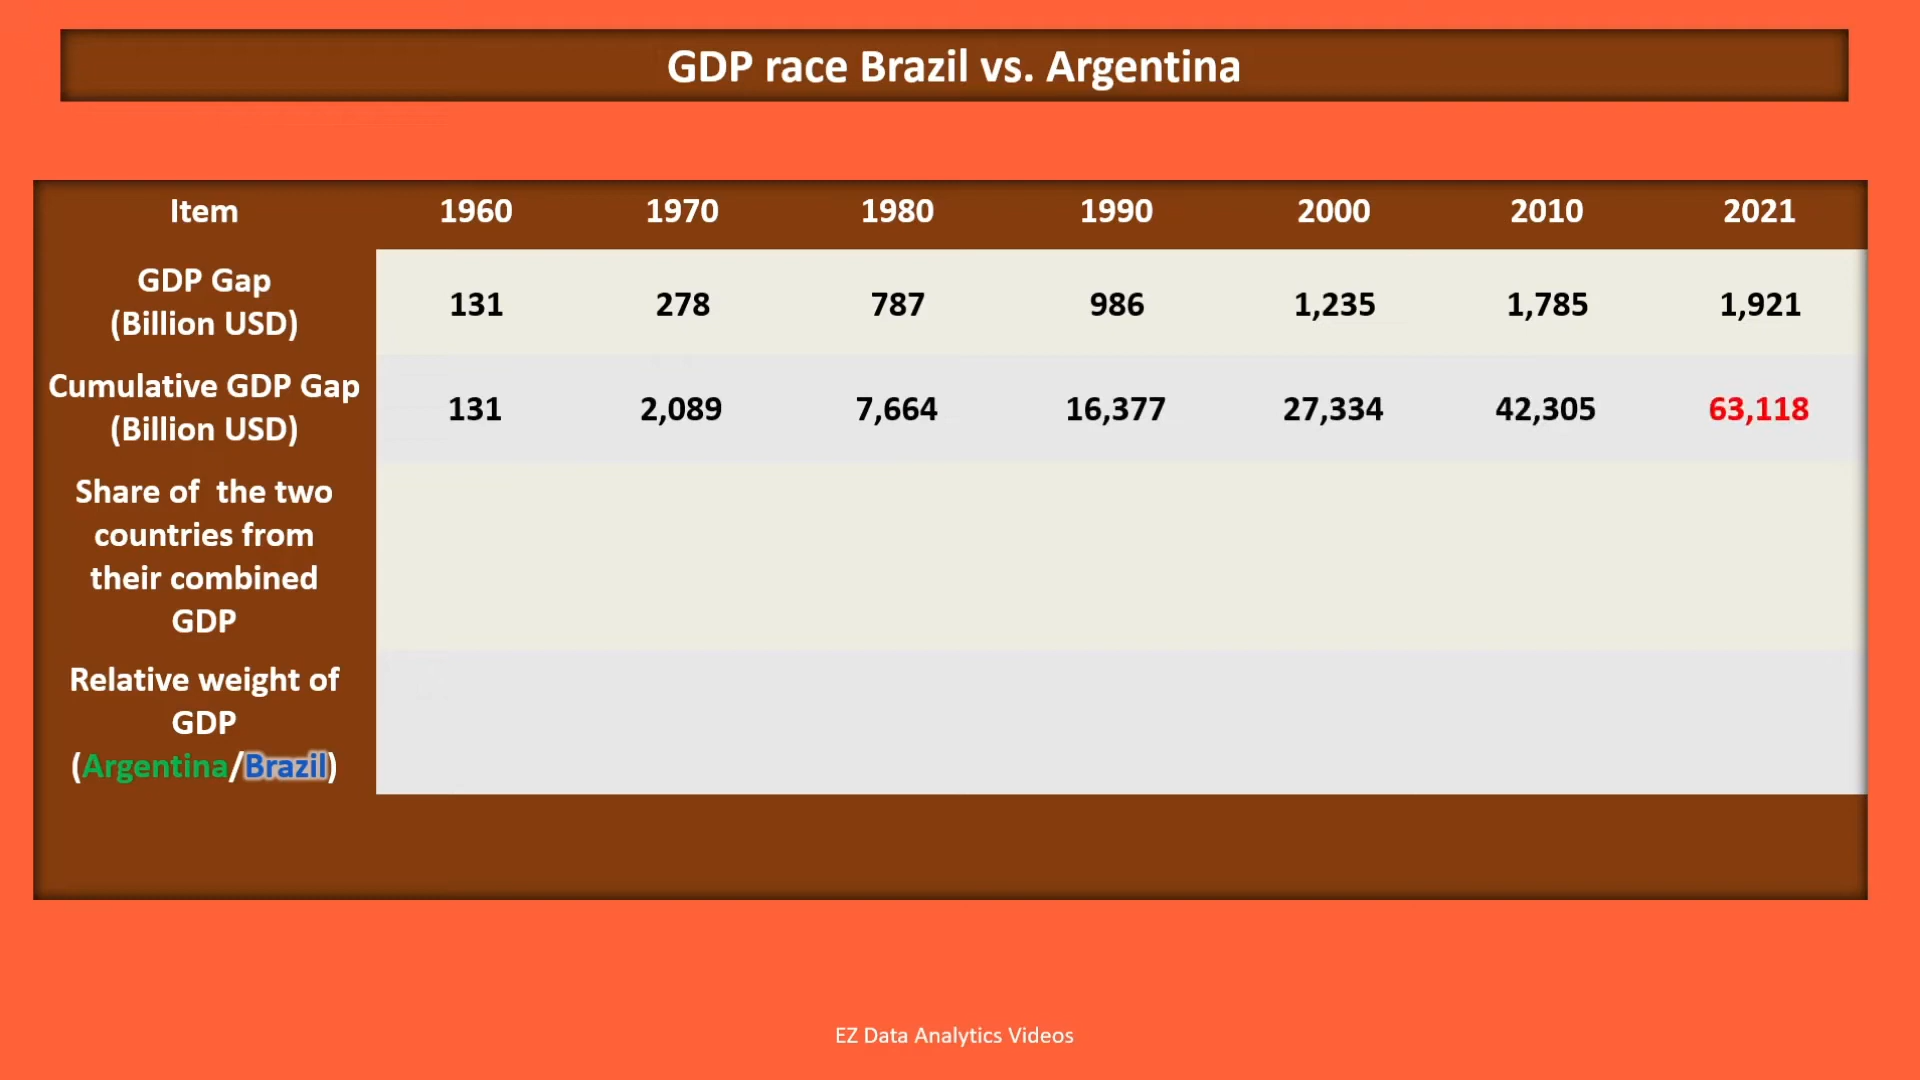 GDP race Brazil vs. Argentina
Item 1960 1970 1980 1990 2000 2010 2021
GDP Gap
(Billion USD)
131 278 787 986 1,235 1,785 1,921
Cumulative GDP Gap
(Billion USD)
131 2,089 7,664 16,377 27,334 42,305 63,118
Share of the two
countries from
their combined
GDP
Relative weight of
GDP
(Argentina/Brazil)
EZ Data Analytics Videos